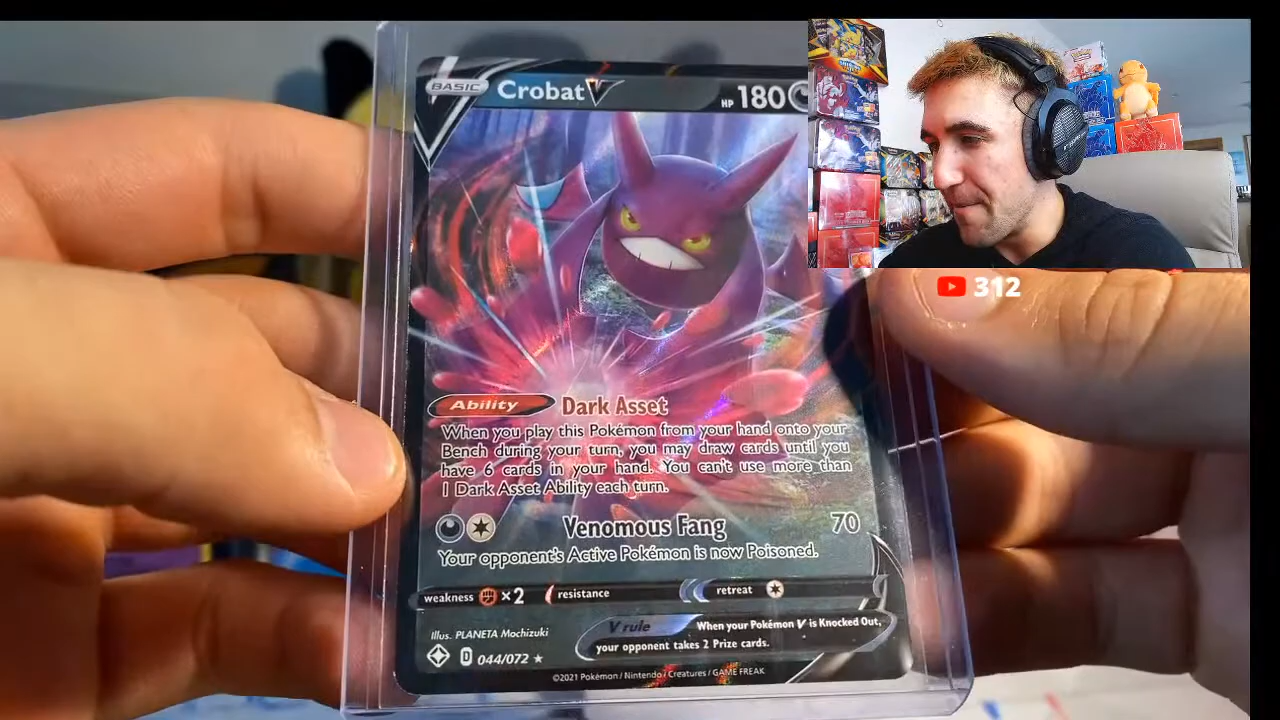 BASIC Crobat V HP 180
312
Ability Dark Asset
When you play this Pokémon from your hand onto your
Bench during your turn, you may draw cards until you
have 6 cards in your hand. You can't use more than
1 Dark Asset Ability each turn.
Venomous Fang 70
Your opponent's Active Pokémon is now Poisoned.
weakness ×2 resistance retreat
V rule When your Pokémon V is Knocked Out,
your opponent takes 2 Prize cards.
Illus. PLANETA Mochizuki
D 044/072 ★
©2021 Pokémon / Nintendo / Creatures / GAME FREAK